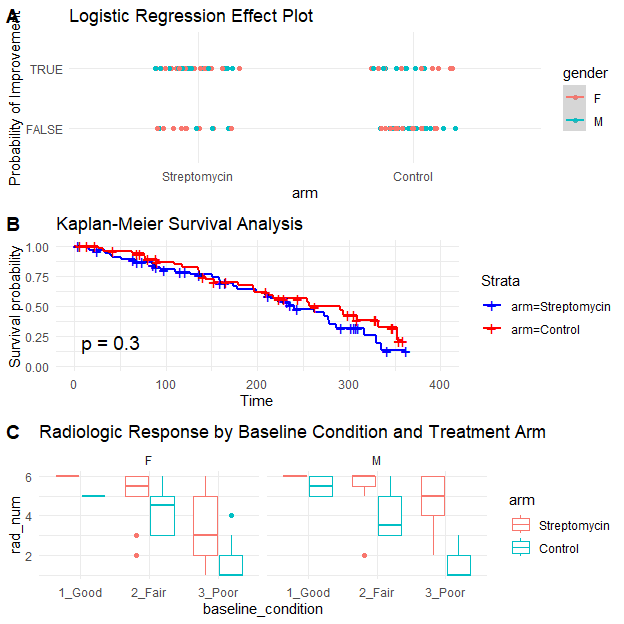 A
Logistic Regression Effect Plot
Probability of Improvement
TRUE
FALSE
Streptomycin
Control
arm
gender
F
M
B
Kaplan-Meier Survival Analysis
Survival probability
1.00
0.75
0.50
0.25
0.00
p = 0.3
0
100
200
300
400
Time
Strata
arm=Streptomycin
arm=Control
C
Radiologic Response by Baseline Condition and Treatment Arm
F
M
rad_num
6
4
2
1_Good
2_Fair
3_Poor
1_Good
2_Fair
3_Poor
baseline_condition
arm
Streptomycin
Control